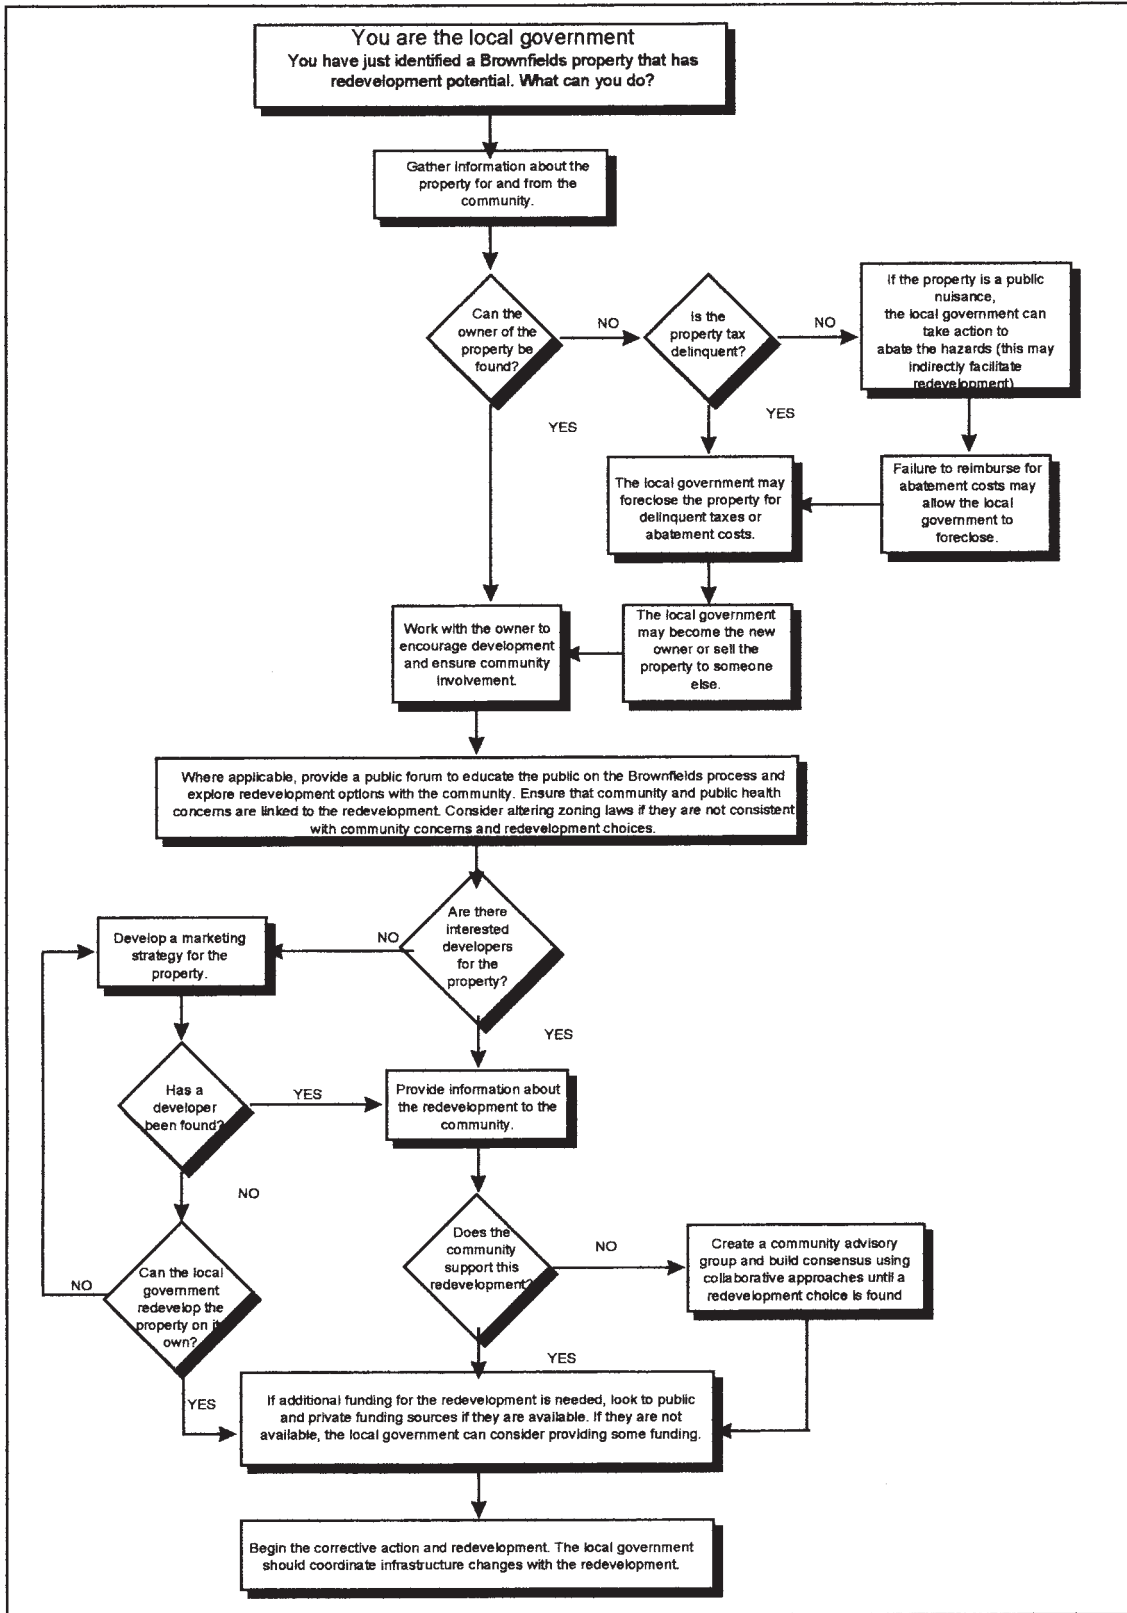 You are the local government
You have just identified a Brownfields property that has
redevelopment potential. What can you do?
Gather information about the
property for and from the
community.
Can the
owner of the
property be
found?
NO
Is the
property tax
delinquent?
NO
If the property is a public
nuisance,
the local government can
take action to
abate the hazards (this may
indirectly facilitate
redevelopment)
YES
YES
The local government may
foreclose the property for
delinquent taxes or
abatement costs.
Failure to reimburse for
abatement costs may
allow the local
government to
foreclose.
Work with the owner to
encourage development
and ensure community
involvement.
The local government
may become the new
owner or sell the
property to someone
else.
Where applicable, provide a public forum to educate the public on the Brownfields process and
explore redevelopment options with the community. Ensure that community and public health
concerns are linked to the redevelopment. Consider altering zoning laws if they are not consistent
with community concerns and redevelopment choices.
Are there
interested
developers
for the
property?
NO
Develop a marketing
strategy for the
property.
YES
Has a
developer
been found?
YES
Provide information about
the redevelopment to the
community.
NO
Does the
community
support this
redevelopment?
NO
Create a community advisory
group and build consensus using
collaborative approaches until a
redevelopment choice is found
Can the local
government
redevelop the
property on it
own?
NO
YES
YES
If additional funding for the redevelopment is needed, look to public
and private funding sources if they are available. If they are not
available, the local government can consider providing some funding.
Begin the corrective action and redevelopment. The local government
should coordinate infrastructure changes with the redevelopment.